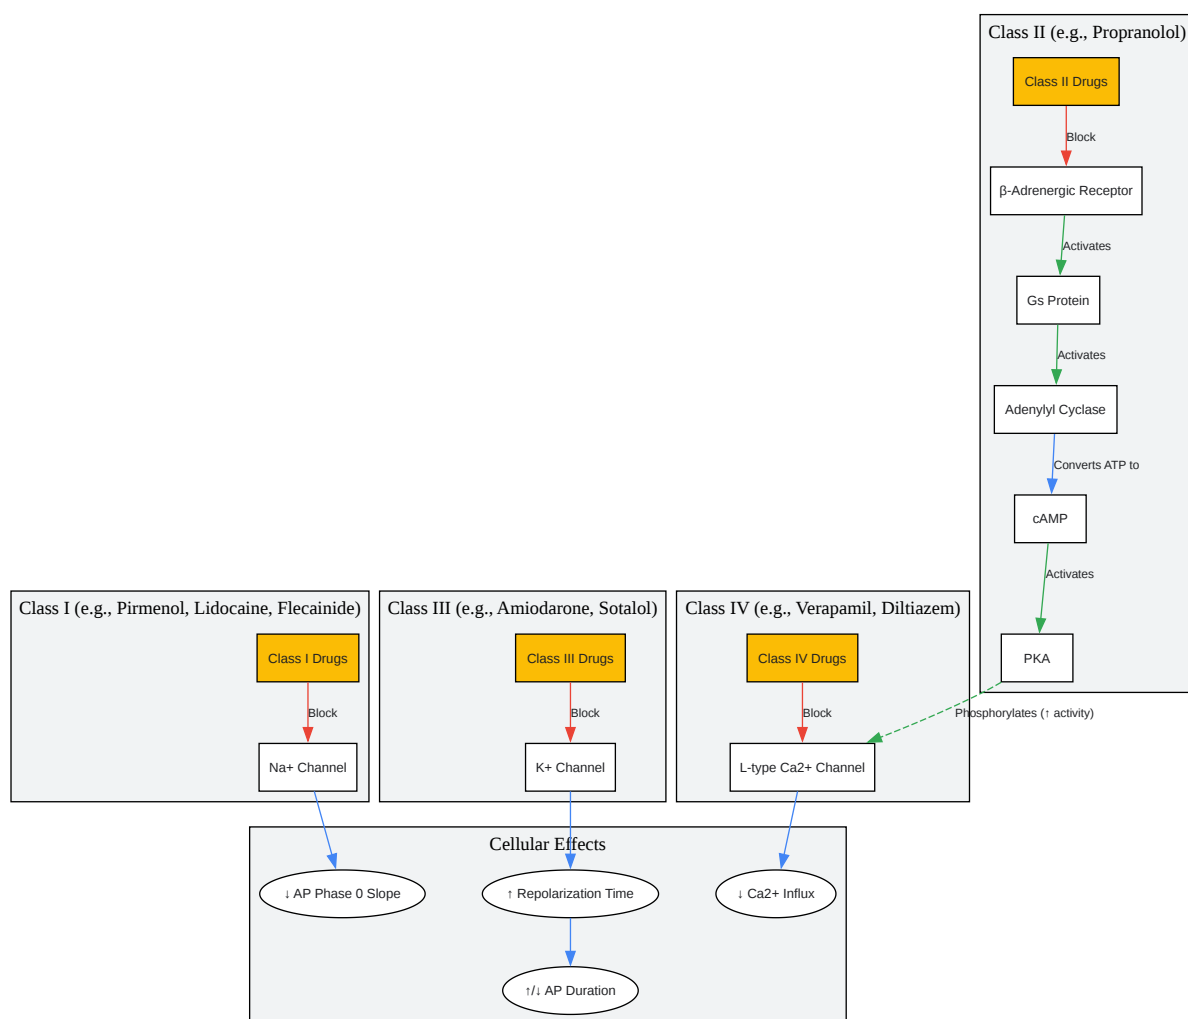 Class II (e.g., Propranolol)
Class II Drugs
Block
β-Adrenergic Receptor
Activates
Gs Protein
Activates
Adenylyl Cyclase
Converts ATP to
cAMP
Activates
PKA
Phosphorylates (↑ activity)
Class I (e.g., Pirmenol, Lidocaine, Flecainide)
Class I Drugs
Block
Na+ Channel
Class III (e.g., Amiodarone, Sotalol)
Class III Drugs
Block
K+ Channel
Class IV (e.g., Verapamil, Diltiazem)
Class IV Drugs
Block
L-type Ca2+ Channel
Cellular Effects
↓ AP Phase 0 Slope
↑ Repolarization Time
↓ Ca2+ Influx
↑/↓ AP Duration